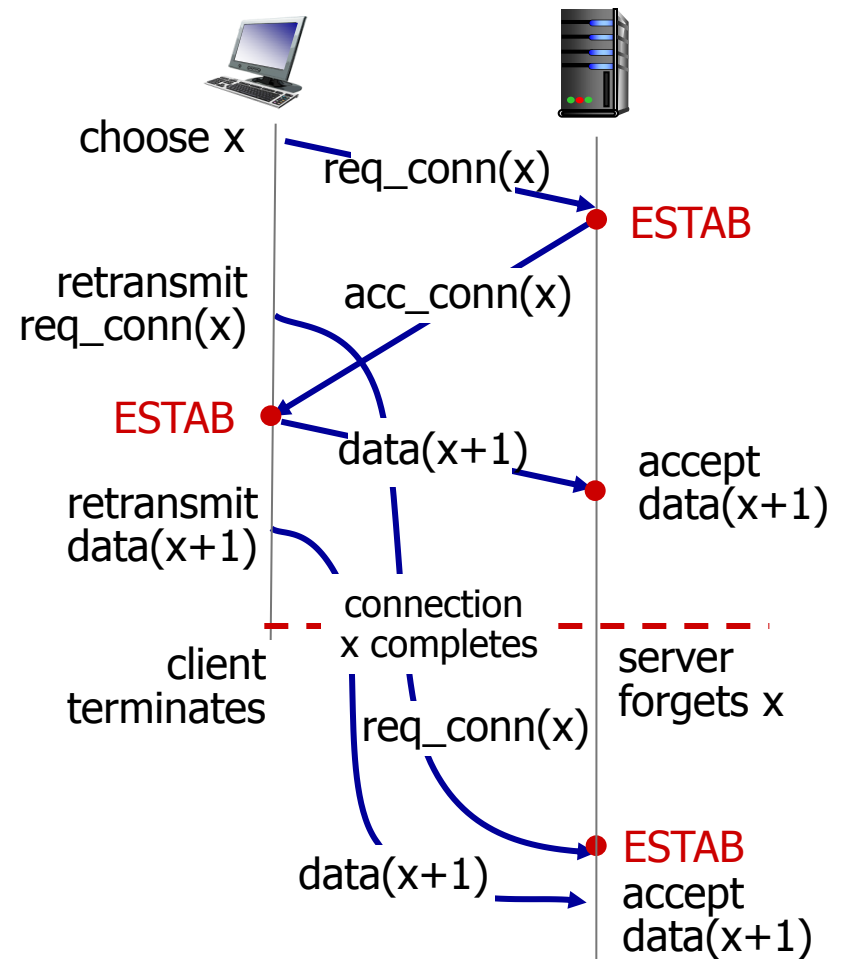 choose x
req_conn(x)
ESTAB
retransmit
req_conn(x)
acc_conn(x)
ESTAB
data(x+1)
accept
data(x+1)
retransmit
data(x+1)
connection
x completes
client
terminates
server
forgets x
req_conn(x)
ESTAB
data(x+1)
accept
data(x+1)